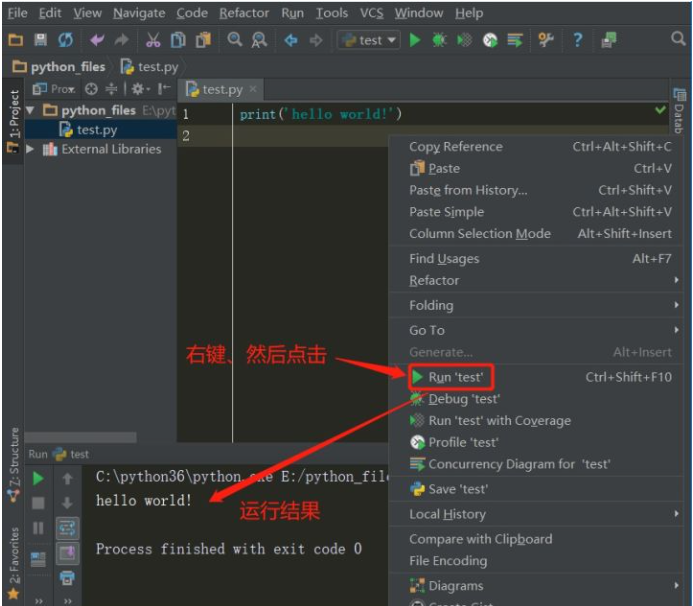 File Edit View Navigate Code Refactor Run Tools VCS Window Help
test
python_files test.py
1: Project
test.py
python_files E:\pyt
test.py
External Libraries
1 print('hello world!')
2
Copy Reference Ctrl+Alt+Shift+C
Paste Ctrl+V
Paste from History... Ctrl+Shift+V
Paste Simple Ctrl+Alt+Shift+V
Column Selection Mode Alt+Shift+Insert
Find Usages Alt+F7
Refactor
Folding
Go To
Generate... Alt+Insert
右键、然后点击
Run 'test' Ctrl+Shift+F10
Debug 'test'
Run 'test' with Coverage
Profile 'test'
Concurrency Diagram for 'test'
Save 'test'
Local History
Compare with Clipboard
File Encoding
Diagrams
Run test
C:\python36\python.exe E:/python_file
hello world!
运行结果
Process finished with exit code 0
Z: Structure
2: Favorites